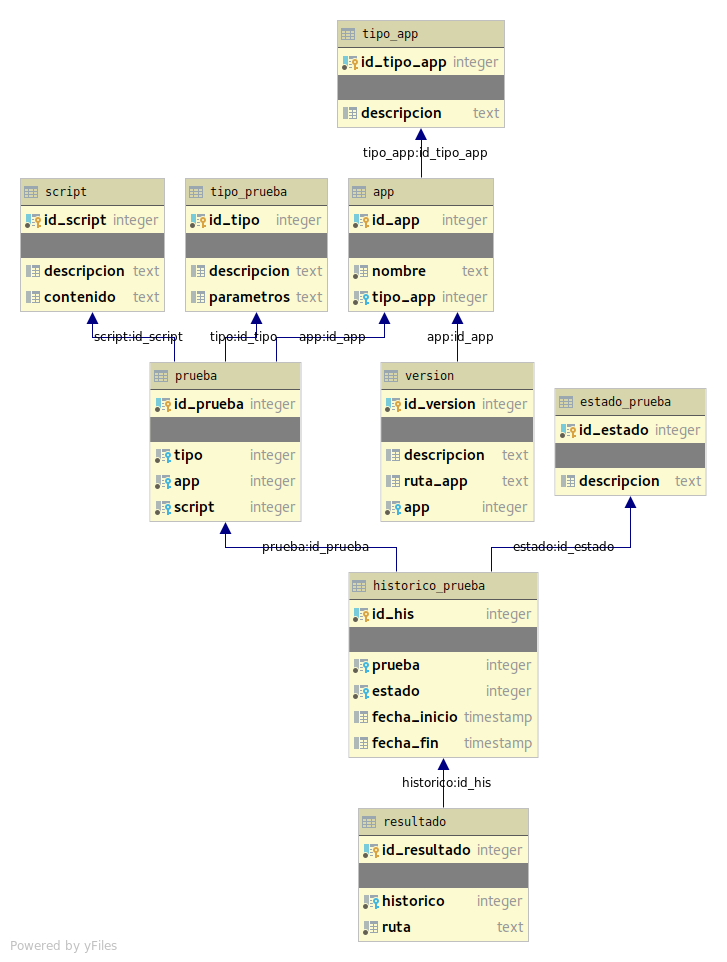 tipo_app
id_tipo_app integer
descripcion text
tipo_app:id_tipo_app
script
id_script integer
descripcion text
contenido text
tipo_prueba
id_tipo integer
descripcion text
parametros text
app
id_app integer
nombre text
tipo_app integer
script:id_script
tipo:id_tipo
app:id_app
app:id_app
prueba
id_prueba integer
tipo integer
app integer
script integer
version
id_version integer
descripcion text
ruta_app text
app integer
estado_prueba
id_estado integer
descripcion text
prueba:id_prueba
estado:id_estado
historico_prueba
id_his integer
prueba integer
estado integer
fecha_inicio timestamp
fecha_fin timestamp
historico:id_his
resultado
id_resultado integer
historico integer
ruta text
Powered by yFiles